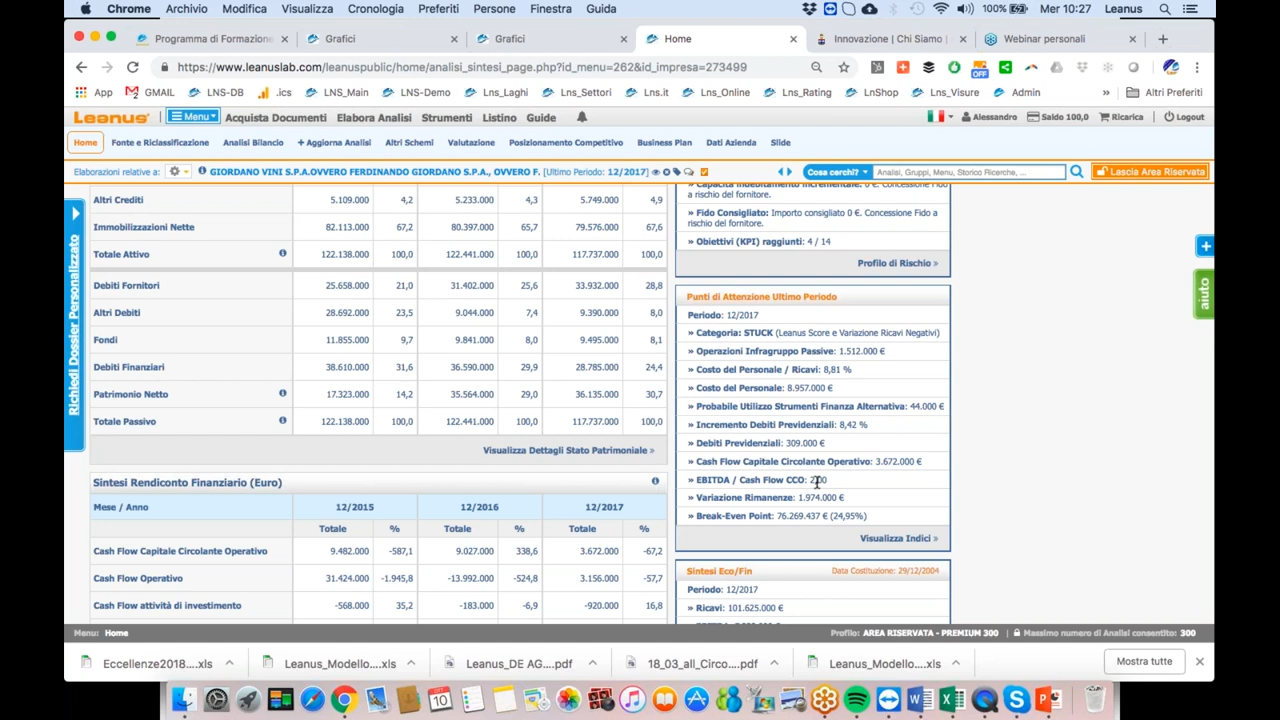 Chrome Archivio Modifica Visualizza Cronologia Preferiti Persone Finestra Guida 100% Mer 10:27 Leanus
Programma di Formazione Grafici Grafici Home Innovazione | Chi Siamo | Webinar personali
https://www.leanuslab.com/leanuspublic/home/analisi_sintesi_page.php?id_menu=262&id_impresa=273499 OFF
App GMAIL LNS-DB .ics LNS_Main LNS-Demo Lns_Laghi Lns_Settori Lns.it Lns_Online Lns_Rating LnShop Lns_Visure Admin » Altri Preferiti
Leanus Menu Acquista Documenti Elabora Analisi Strumenti Listino Guide Alessandro Saldo 100,0 Ricarica Logout
Home Fonte e Riclassificazione Analisi Bilancio + Aggiorna Analisi Altri Schemi Valutazione Posizionamento Competitivo Business Plan Dati Azienda Slide
Elaborazioni relative a: GIORDANO VINI S.P.A.OVVERO FERDINANDO GIORDANO S.P.A., OVVERO F. [Ultimo Periodo: 12/2017] Cosa cerchi? Analisi, Gruppi, Menu, Storico Ricerche, ... Lascia Area Riservata
Richiedi Dossier Personalizzato
Altri Crediti 5.109.000 4,2 5.233.000 4,3 5.749.000 4,9
Immobilizzazioni Nette 82.113.000 67,2 80.397.000 65,7 79.576.000 67,6
Totale Attivo 122.138.000 100,0 122.441.000 100,0 117.737.000 100,0
Debiti Fornitori 25.658.000 21,0 31.402.000 25,6 33.932.000 28,8
Altri Debiti 28.692.000 23,5 9.044.000 7,4 9.390.000 8,0
Fondi 11.855.000 9,7 9.841.000 8,0 9.495.000 8,1
Debiti Finanziari 38.610.000 31,6 36.590.000 29,9 28.785.000 24,4
Patrimonio Netto 17.323.000 14,2 35.564.000 29,0 36.135.000 30,7
Totale Passivo 122.138.000 100,0 122.441.000 100,0 117.737.000 100,0
Visualizza Dettagli Stato Patrimoniale »
Sintesi Rendiconto Finanziario (Euro)
Mese / Anno 12/2015 12/2016 12/2017
Totale % Totale % Totale %
Cash Flow Capitale Circolante Operativo 9.482.000 -587,1 9.027.000 338,6 3.672.000 -67,2
Cash Flow Operativo 31.424.000 -1.945,8 -13.992.000 -524,8 3.156.000 -57,7
Cash Flow attività di investimento -568.000 35,2 -183.000 -6,9 -920.000 16,8
» Capacità Indebitamento Incrementale: 0 €. Concessione Fido
a rischio del fornitore.
» Fido Consigliato: Importo consigliato 0 €. Concessione Fido a
rischio del fornitore.
» Obiettivi (KPI) raggiunti: 4 / 14
Profilo di Rischio »
Punti di Attenzione Ultimo Periodo
Periodo: 12/2017
» Categoria: STUCK (Leanus Score e Variazione Ricavi Negativi)
» Operazioni Infragruppo Passive: 1.512.000 €
» Costo del Personale / Ricavi: 8,81 %
» Costo del Personale: 8.957.000 €
» Probabile Utilizzo Strumenti Finanza Alternativa: 44.000 €
» Incremento Debiti Previdenziali: 8,42 %
» Debiti Previdenziali: 309.000 €
» Cash Flow Capitale Circolante Operativo: 3.672.000 €
» EBITDA / Cash Flow CCO:
» Variazione Rimanenze: 1.974.000 €
» Break-Even Point: 76.269.437 € (24,95%)
Visualizza Indici »
Sintesi Eco/Fin Data Costituzione: 29/12/2004
Periodo: 12/2017
» Ricavi: 101.625.000 €
+
aiuto
Menu: Home Profilo: AREA RISERVATA - PREMIUM 300 | Massimo numero di Analisi consentito: 300
Eccellenze2018....xls Leanus_Modello....xls Leanus_DE AG....pdf 18_03_all_Circo....pdf Leanus_Modello....xls Mostra tutte